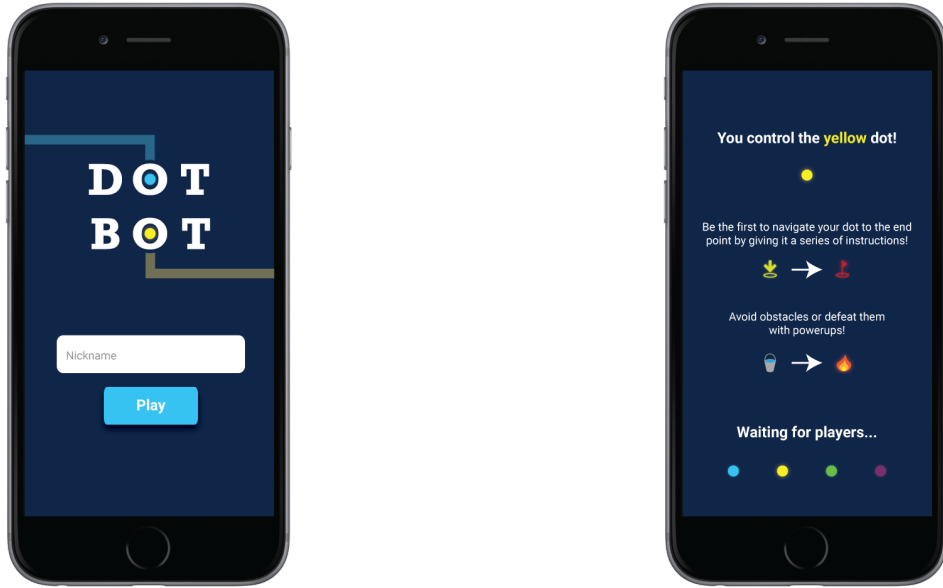 DOT
BOT
Nickname
Play
You control the yellow dot!
Be the first to navigate your dot to the end
point by giving it a series of instructions!
Avoid obstacles or defeat them
with powerups!
Waiting for players...